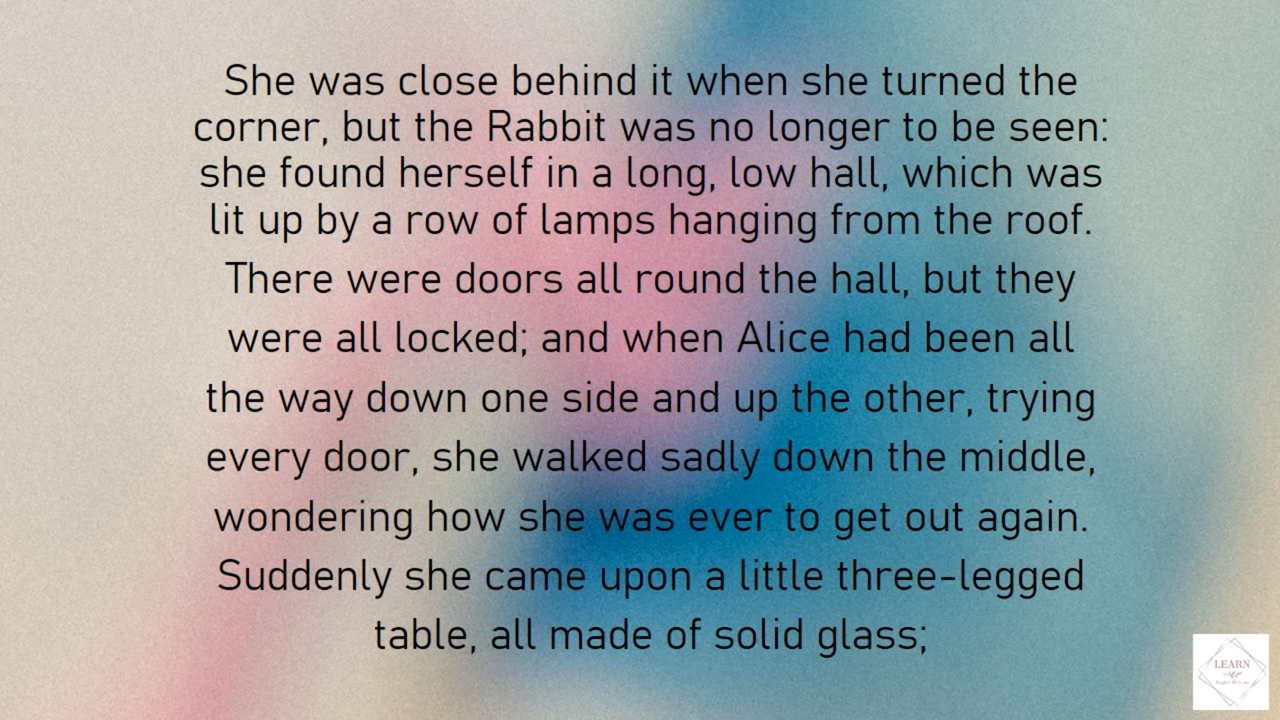 She was close behind it when she turned the
corner, but the Rabbit was no longer to be seen:
she found herself in a long, low hall, which was
lit up by a row of lamps hanging from the roof.
There were doors all round the hall, but they
were all locked; and when Alice had been all
the way down one side and up the other, trying
every door, she walked sadly down the middle,
wondering how she was ever to get out again.
Suddenly she came upon a little three-legged
table, all made of solid glass;
LEARN